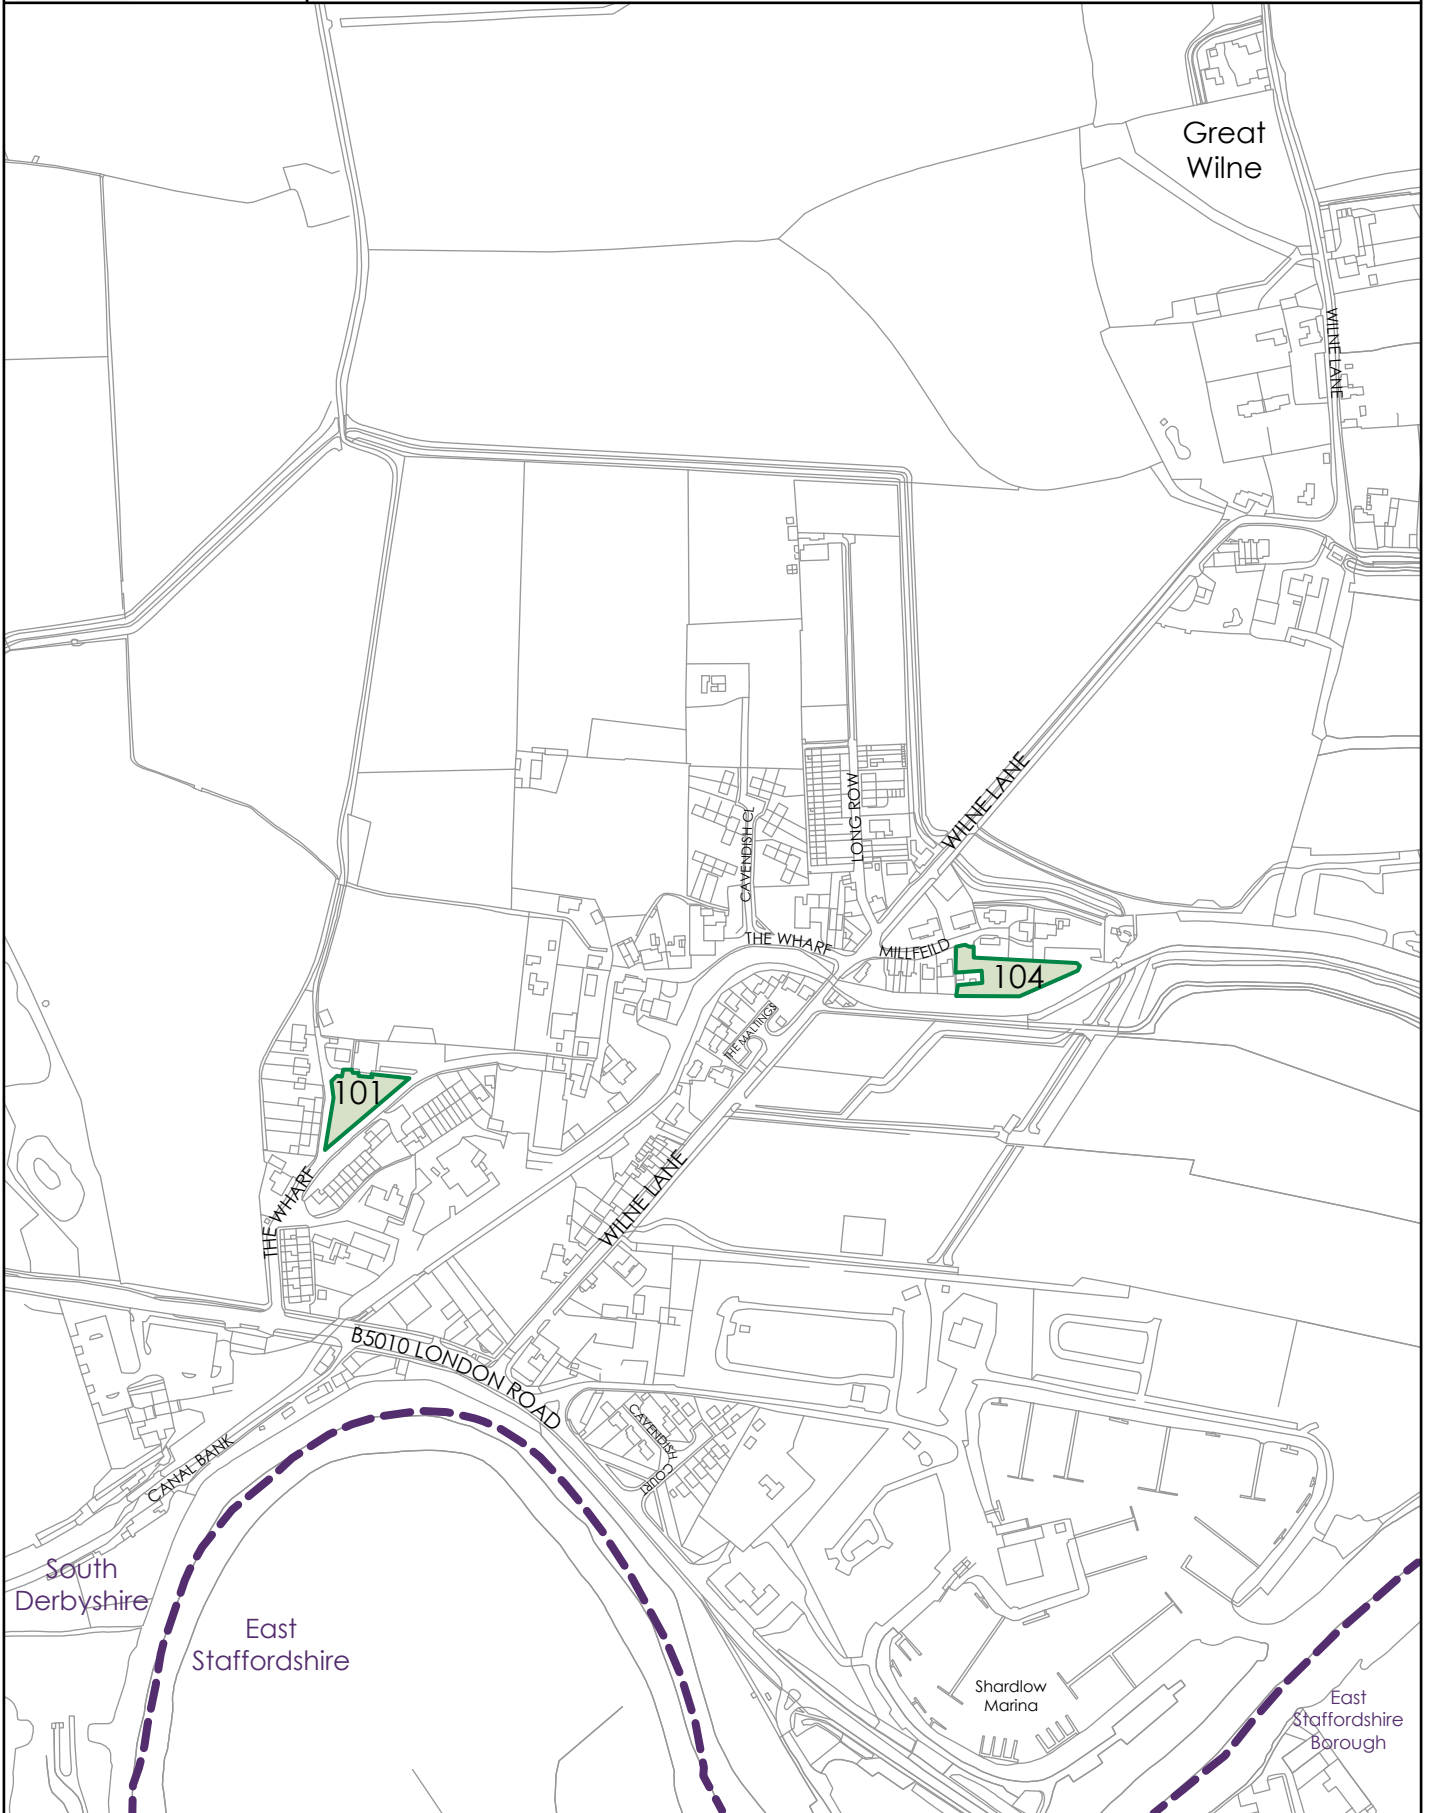 Great
Wilne
WILNE LANE
WILNE LANE
LONG ROW
CAVENDISH CL
THE WHARF
MILLFEILD
104
THE MALTINGS
101
THE WHARF
WILNE LANE
B5010 LONDON ROAD
CAVENDISH COURT
CANAL BANK
South
Derbyshire
East
Staffordshire
Shardlow
Marina
East
Staffordshire
Borough